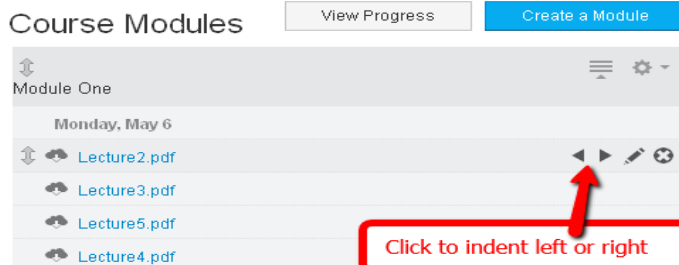 Course Modules
View Progress
Create a Module
Module One
Monday, May 6
Lecture2.pdf
Lecture3.pdf
Lecture5.pdf
Lecture4.pdf
Click to indent left or right